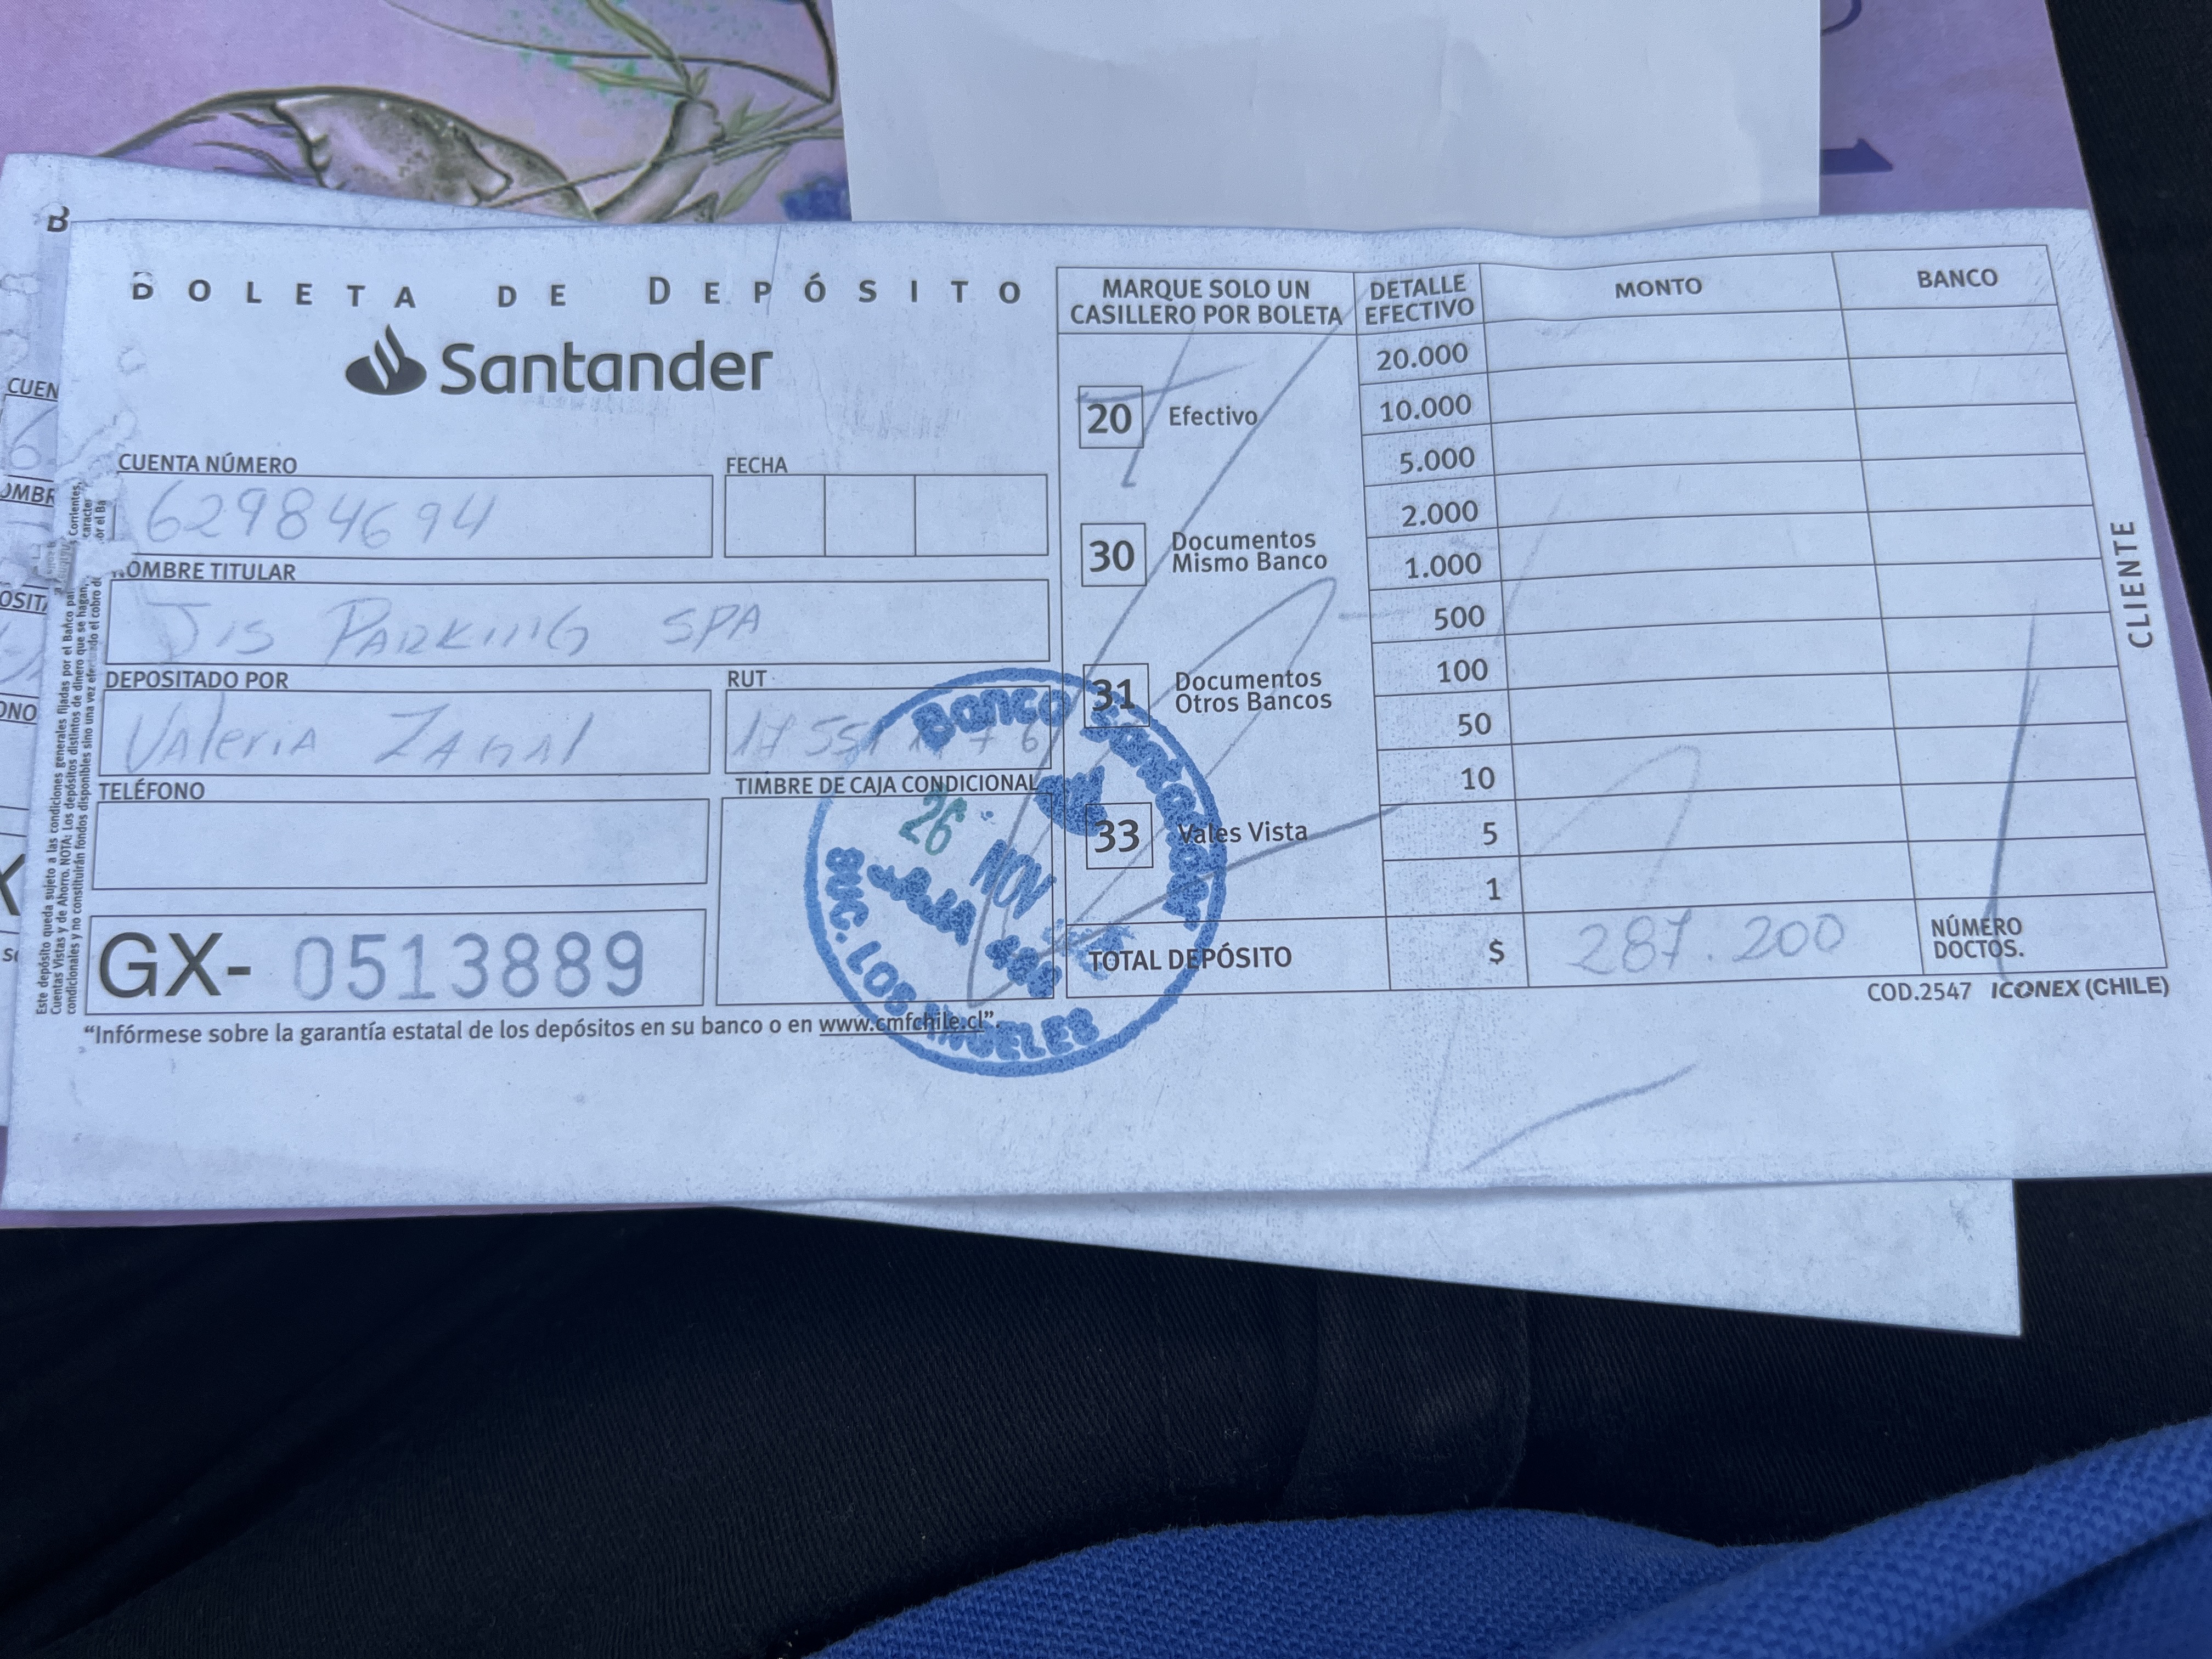 BOLETA DE DEPÓSITO
Santander
CUENTA NÚMERO
62984694
FECHA
NOMBRE TITULAR
JIS PARKING SPA
DEPOSITADO POR
Valeria
RUT
TELÉFONO
TIMBRE DE CAJA CONDICIONAL
GX- 0513889
"Infórmese sobre la garantía estatal de los depósitos en su banco o en www.cmfchile.cl"
MARQUE SOLO UN
CASILLERO POR BOLETA
20 Efectivo
30 Documentos
Mismo Banco
31 Documentos
Otros Bancos
33 Vales Vista
TOTAL DEPÓSITO $ 287.200
DETALLE
EFECTIVO
MONTO
BANCO
20.000
10.000
5.000
2.000
1.000
500
100
50
10
5
1
NÚMERO
DOCTOS.
COD.2547 ICONEX (CHILE)
CLIENTE
BANCO SANTANDER
26 NOV
SUC. LOS ANGELES
CUEN